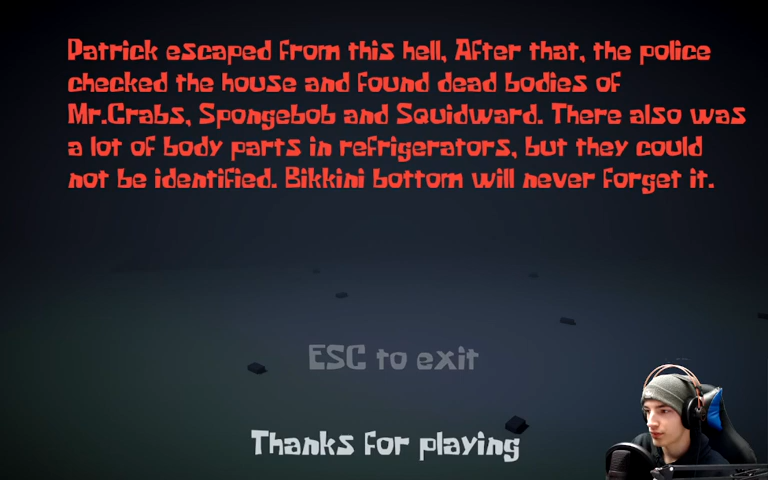 Patrick escaped from this hell, After that, the police
checked the house and found dead bodies of
Mr.Crabs, Spongebob and Squidward. There also was
a lot of body parts in refrigerators, but they could
not be identified. Bikkini bottom will never forget it.
ESC to exit
Thanks for playing